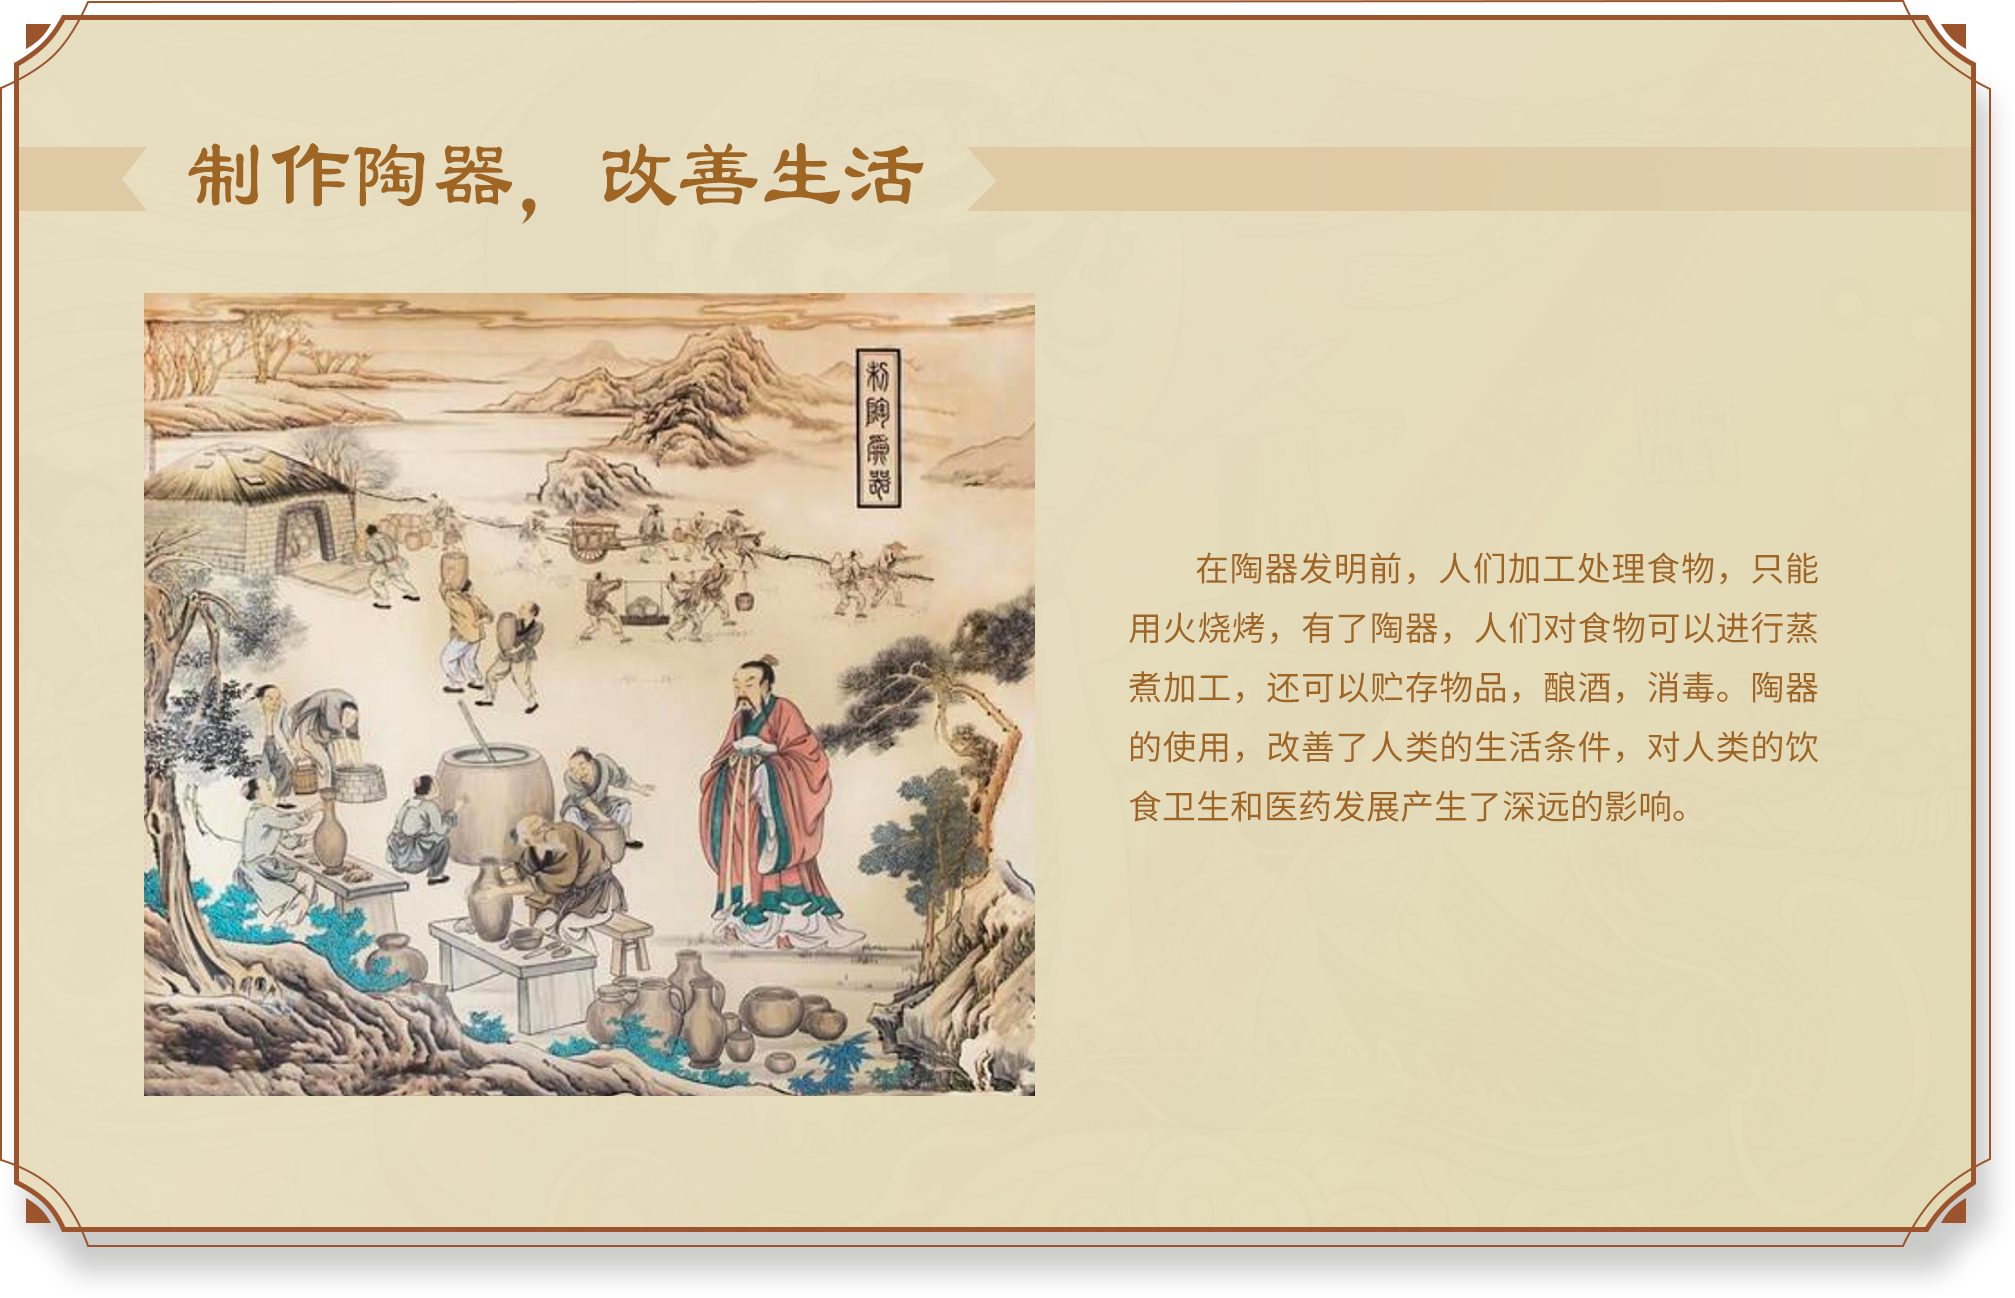 制作陶器，改善生活
制陶为器
在陶器发明前，人们加工处理食物，只能
用火烧烤，有了陶器，人们对食物可以进行蒸
煮加工，还可以贮存物品，酿酒，消毒。陶器
的使用，改善了人类的生活条件，对人类的饮
食卫生和医药发展产生了深远的影响。